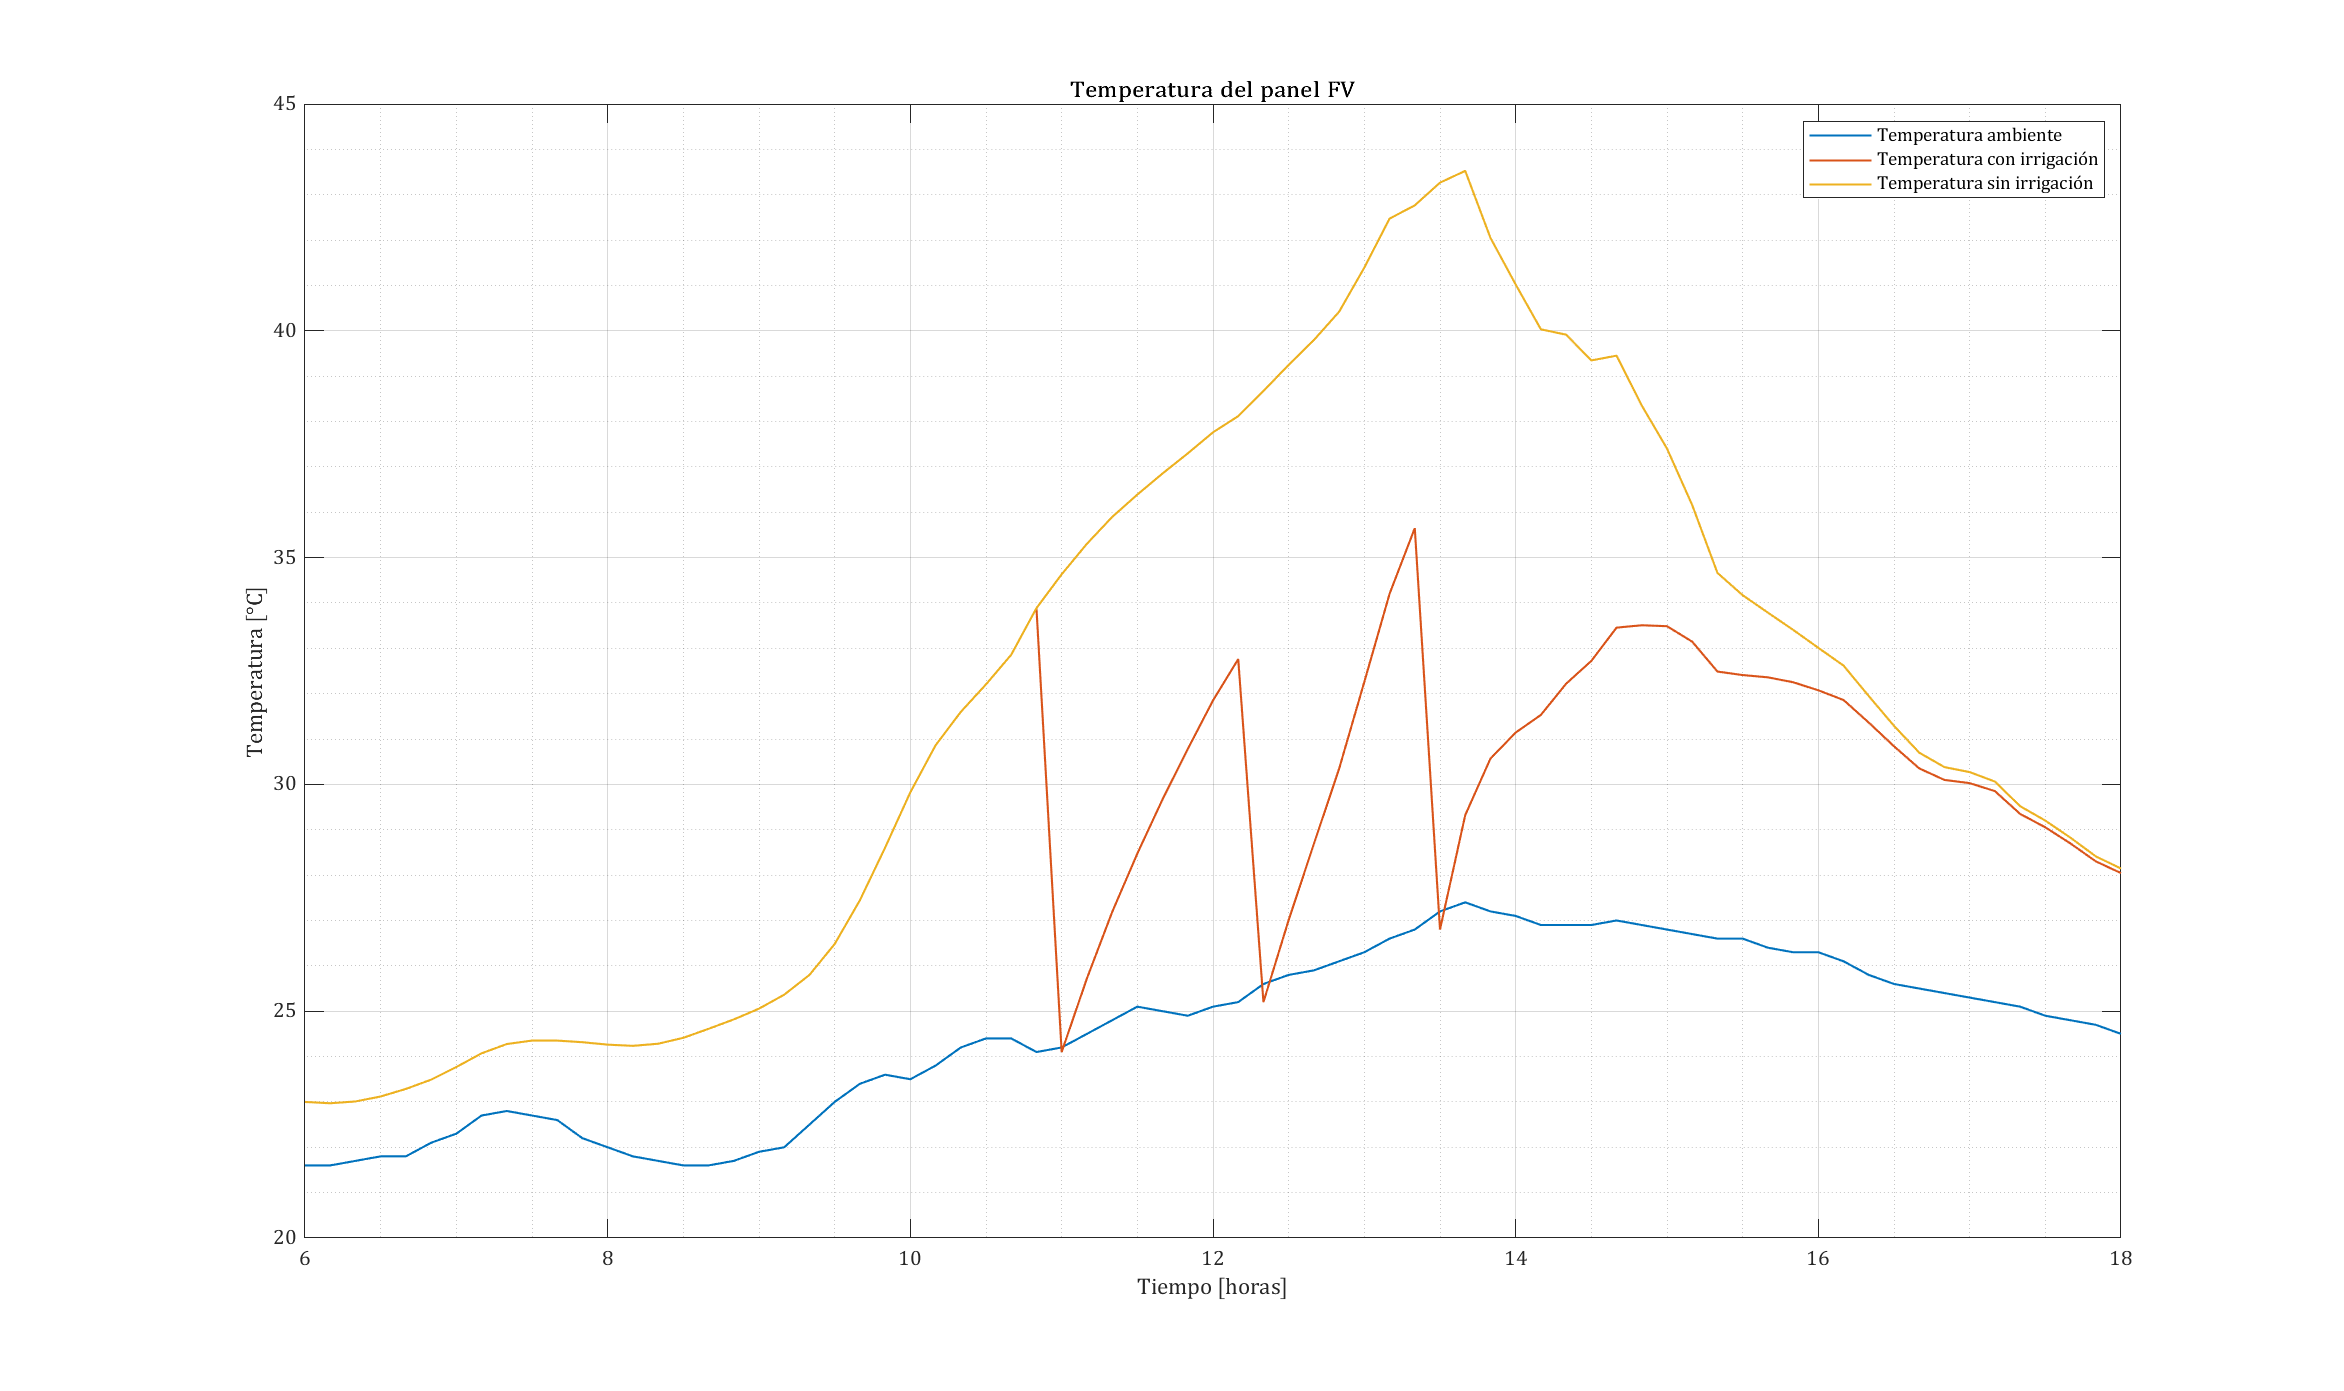 Temperatura del panel FV
Temperatura ambiente
Temperatura con irrigación
Temperatura sin irrigación
45
40
35
30
25
20
Temperatura [°C]
6 8 10 12 14 16 18
Tiempo [horas]